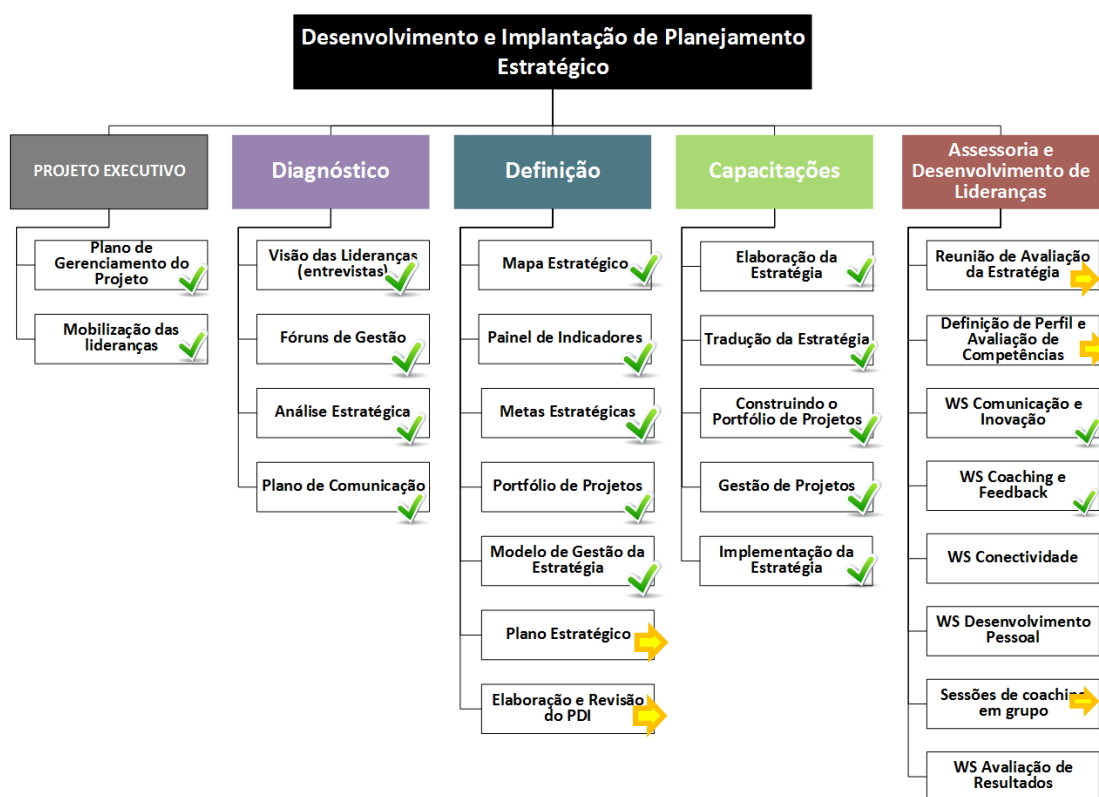 Desenvolvimento e Implantação de Planejamento
Estratégico
PROJETO EXECUTIVO
Plano de
Gerenciamento do
Projeto
Mobilização das
lideranças
Diagnóstico
Visão das Lideranças
(entrevistas)
Fóruns de Gestão
Análise Estratégica
Plano de Comunicação
Definição
Mapa Estratégico
Painel de Indicadores
Metas Estratégicas
Portfólio de Projetos
Modelo de Gestão da
Estratégia
Plano Estratégico
Elaboração e Revisão
do PDI
Capacitações
Elaboração da
Estratégia
Tradução da Estratégia
Construindo o
Portfólio de Projetos
Gestão de Projetos
Implementação da
Estratégia
Assessoria e
Desenvolvimento de
Lideranças
Reunião de Avaliação
da Estratégia
Definição de Perfil e
Avaliação de
Competências
WS Comunicação e
Inovação
WS Coaching e
Feedback
WS Conectividade
WS Desenvolvimento
Pessoal
Sessões de coaching
em grupo
WS Avaliação de
Resultados